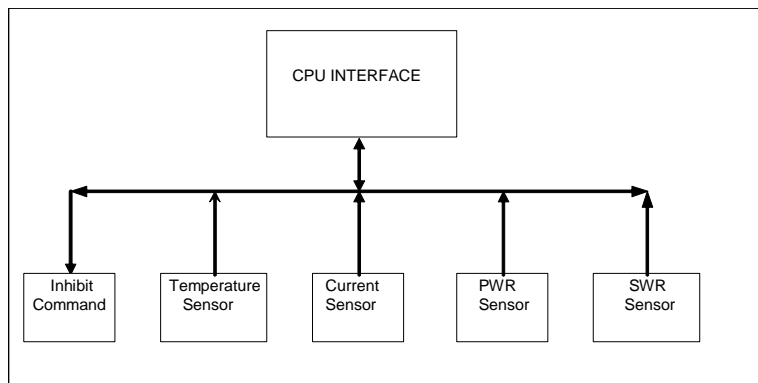 CPU INTERFACE
Inhibit
Command
Temperature
Sensor
Current
Sensor
PWR
Sensor
SWR
Sensor